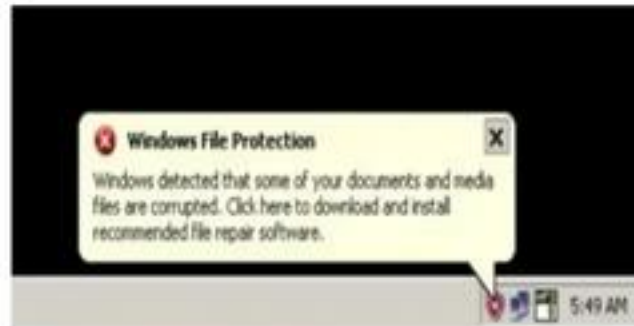 Windows File Protection
Windows detected that some of your documents and media
files are corrupted. Click here to download and install
recommended file repair software.
5:49 AM